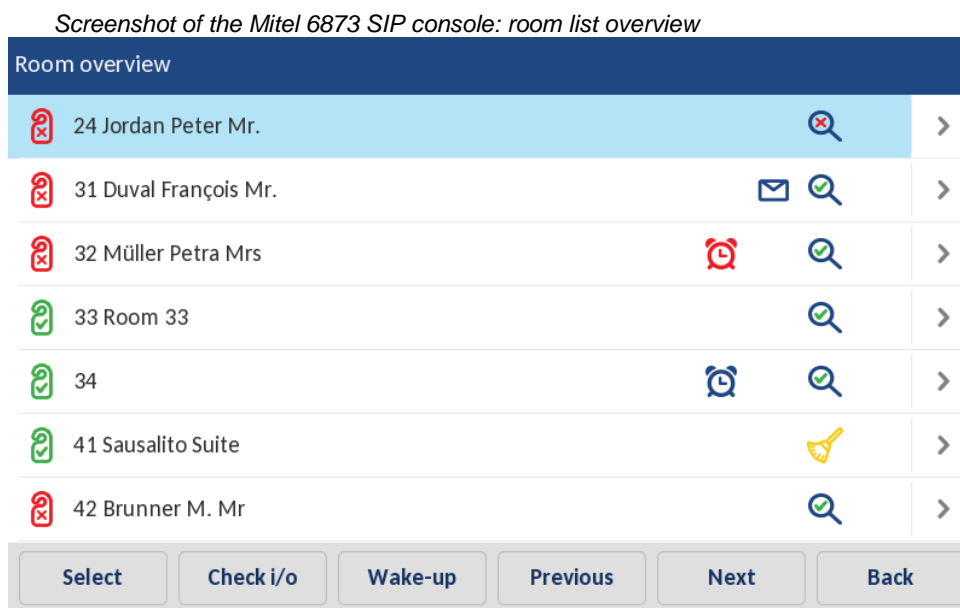 Screenshot of the Mitel 6873 SIP console: room list overview
Room overview
24 Jordan Peter Mr.
31 Duval François Mr.
32 Müller Petra Mrs
33 Room 33
34
41 Sausalito Suite
42 Brunner M. Mr
Select Check i/o Wake-up Previous Next Back